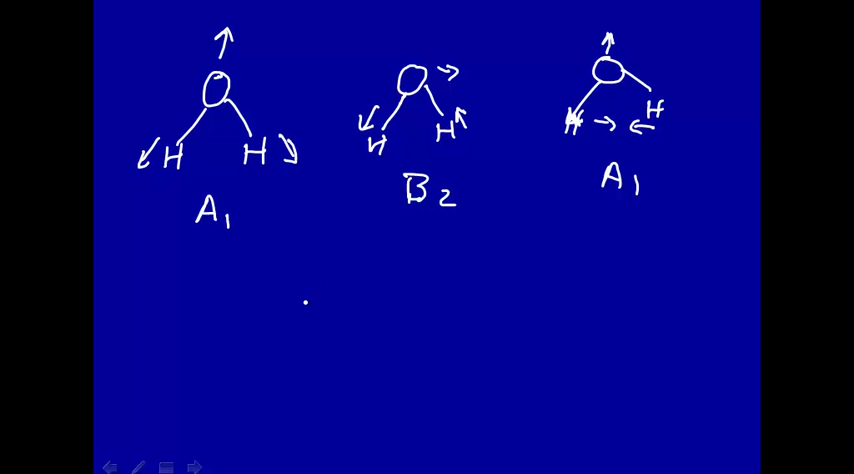 O O O
H H H H H H
A₁ B₂ A₁